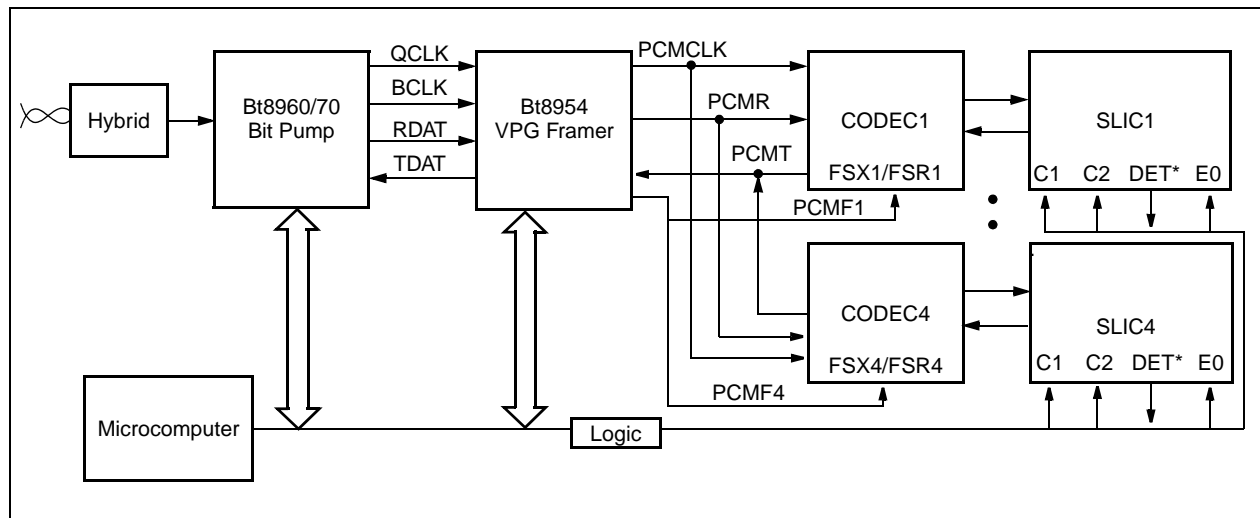 QCLK
BCLK
RDAT
TDAT
Hybrid
Bt8960/70
Bit Pump
Bt8954
VPG Framer
PCMCLK
PCMR
PCMT
PCMF1
CODEC1
FSX1/FSR1
SLIC1
C1 C2 DET* E0
CODEC4
FSX4/FSR4
PCMF4
SLIC4
C1 C2 DET* E0
Microcomputer
Logic